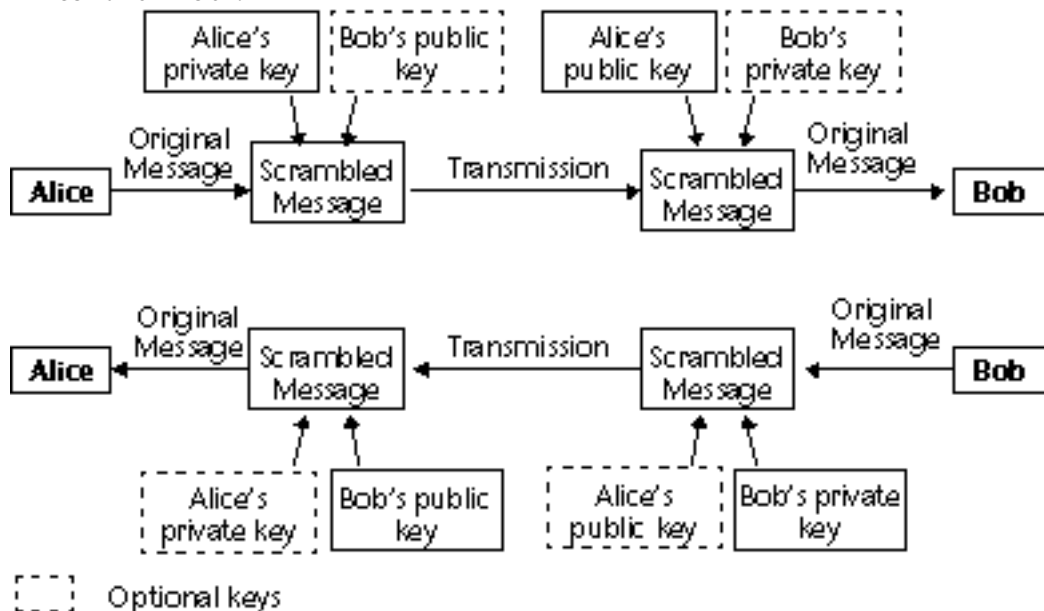 Alice's
private key
Bob's public
key
Alice's
public key
Bob's
private key
Original
Message
Scrambled
Message
Transmission
Scrambled
Message
Original
Message
Alice
Bob
Original
Message
Scrambled
Message
Transmission
Scrambled
Message
Original
Message
Alice
Bob
Alice's
private key
Bob's public
key
Alice's
public key
Bob's private
key
Optional keys